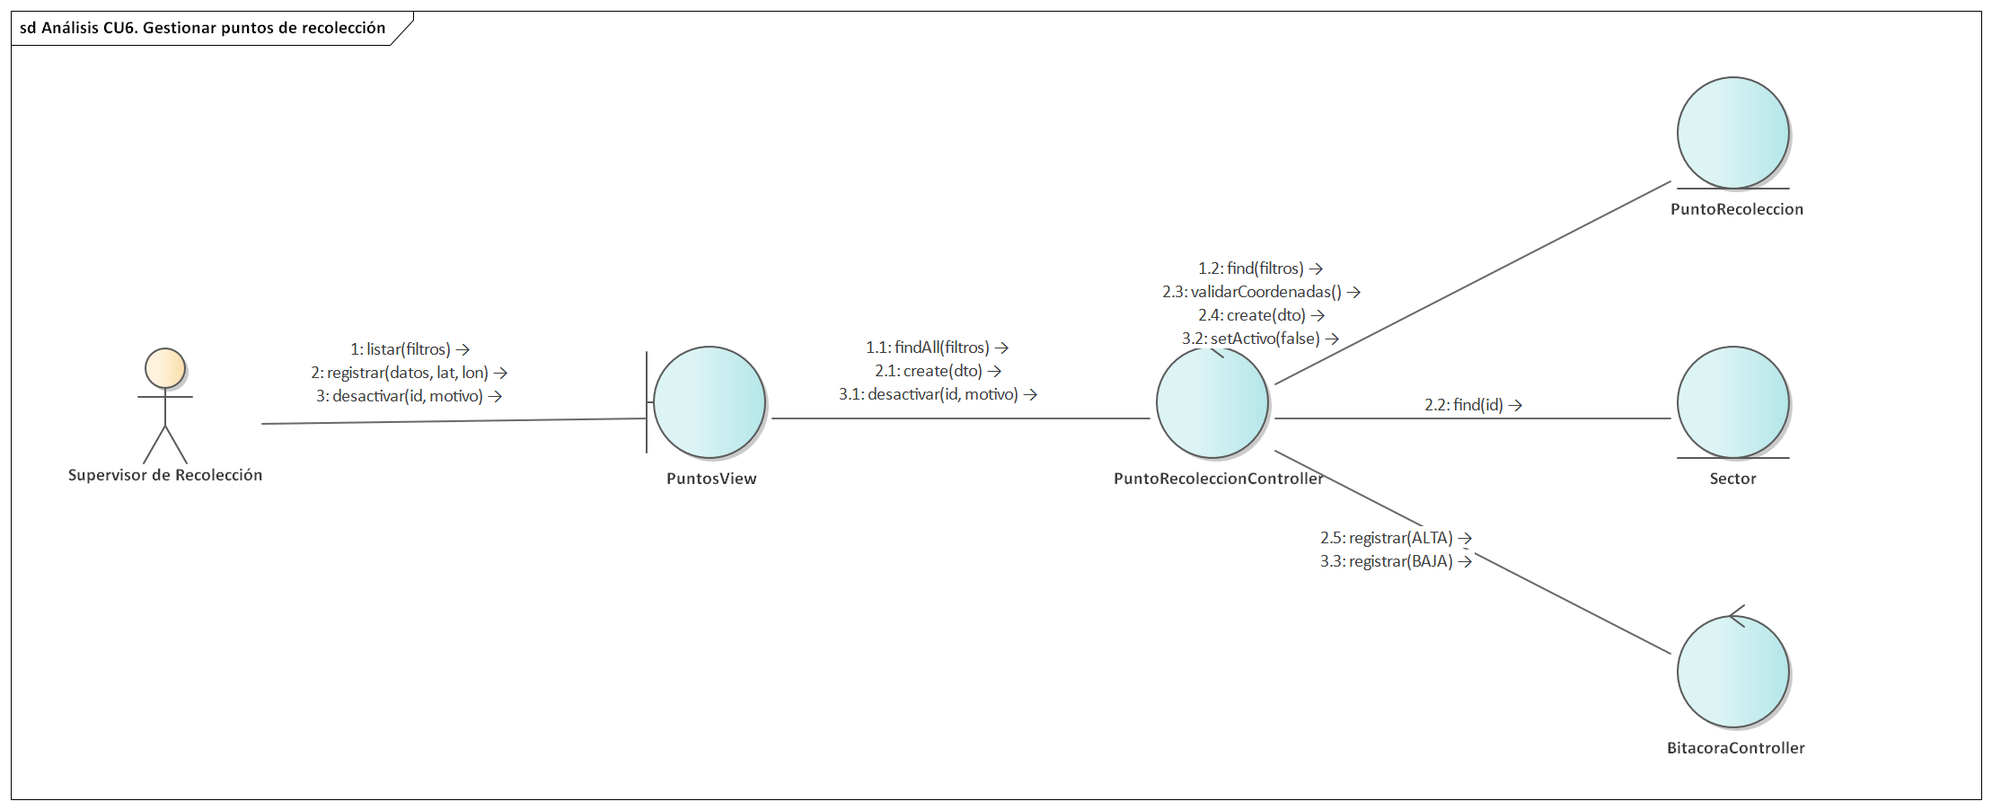 sd Análisis CU6. Gestionar puntos de recolección
PuntoRecoleccion
1.2: find(filtros)
2.3: validarCoordenadas()
2.4: create(dto)
3.2: setActivo(false)
1: listar(filtros)
2: registrar(datos, lat, lon)
3: desactivar(id, motivo)
1.1: findAll(filtros)
2.1: create(dto)
3.1: desactivar(id, motivo)
2.2: find(id)
Supervisor de Recolección
PuntosView
PuntoRecoleccionController
Sector
2.5: registrar(ALTA)
3.3: registrar(BAJA)
BitacoraController